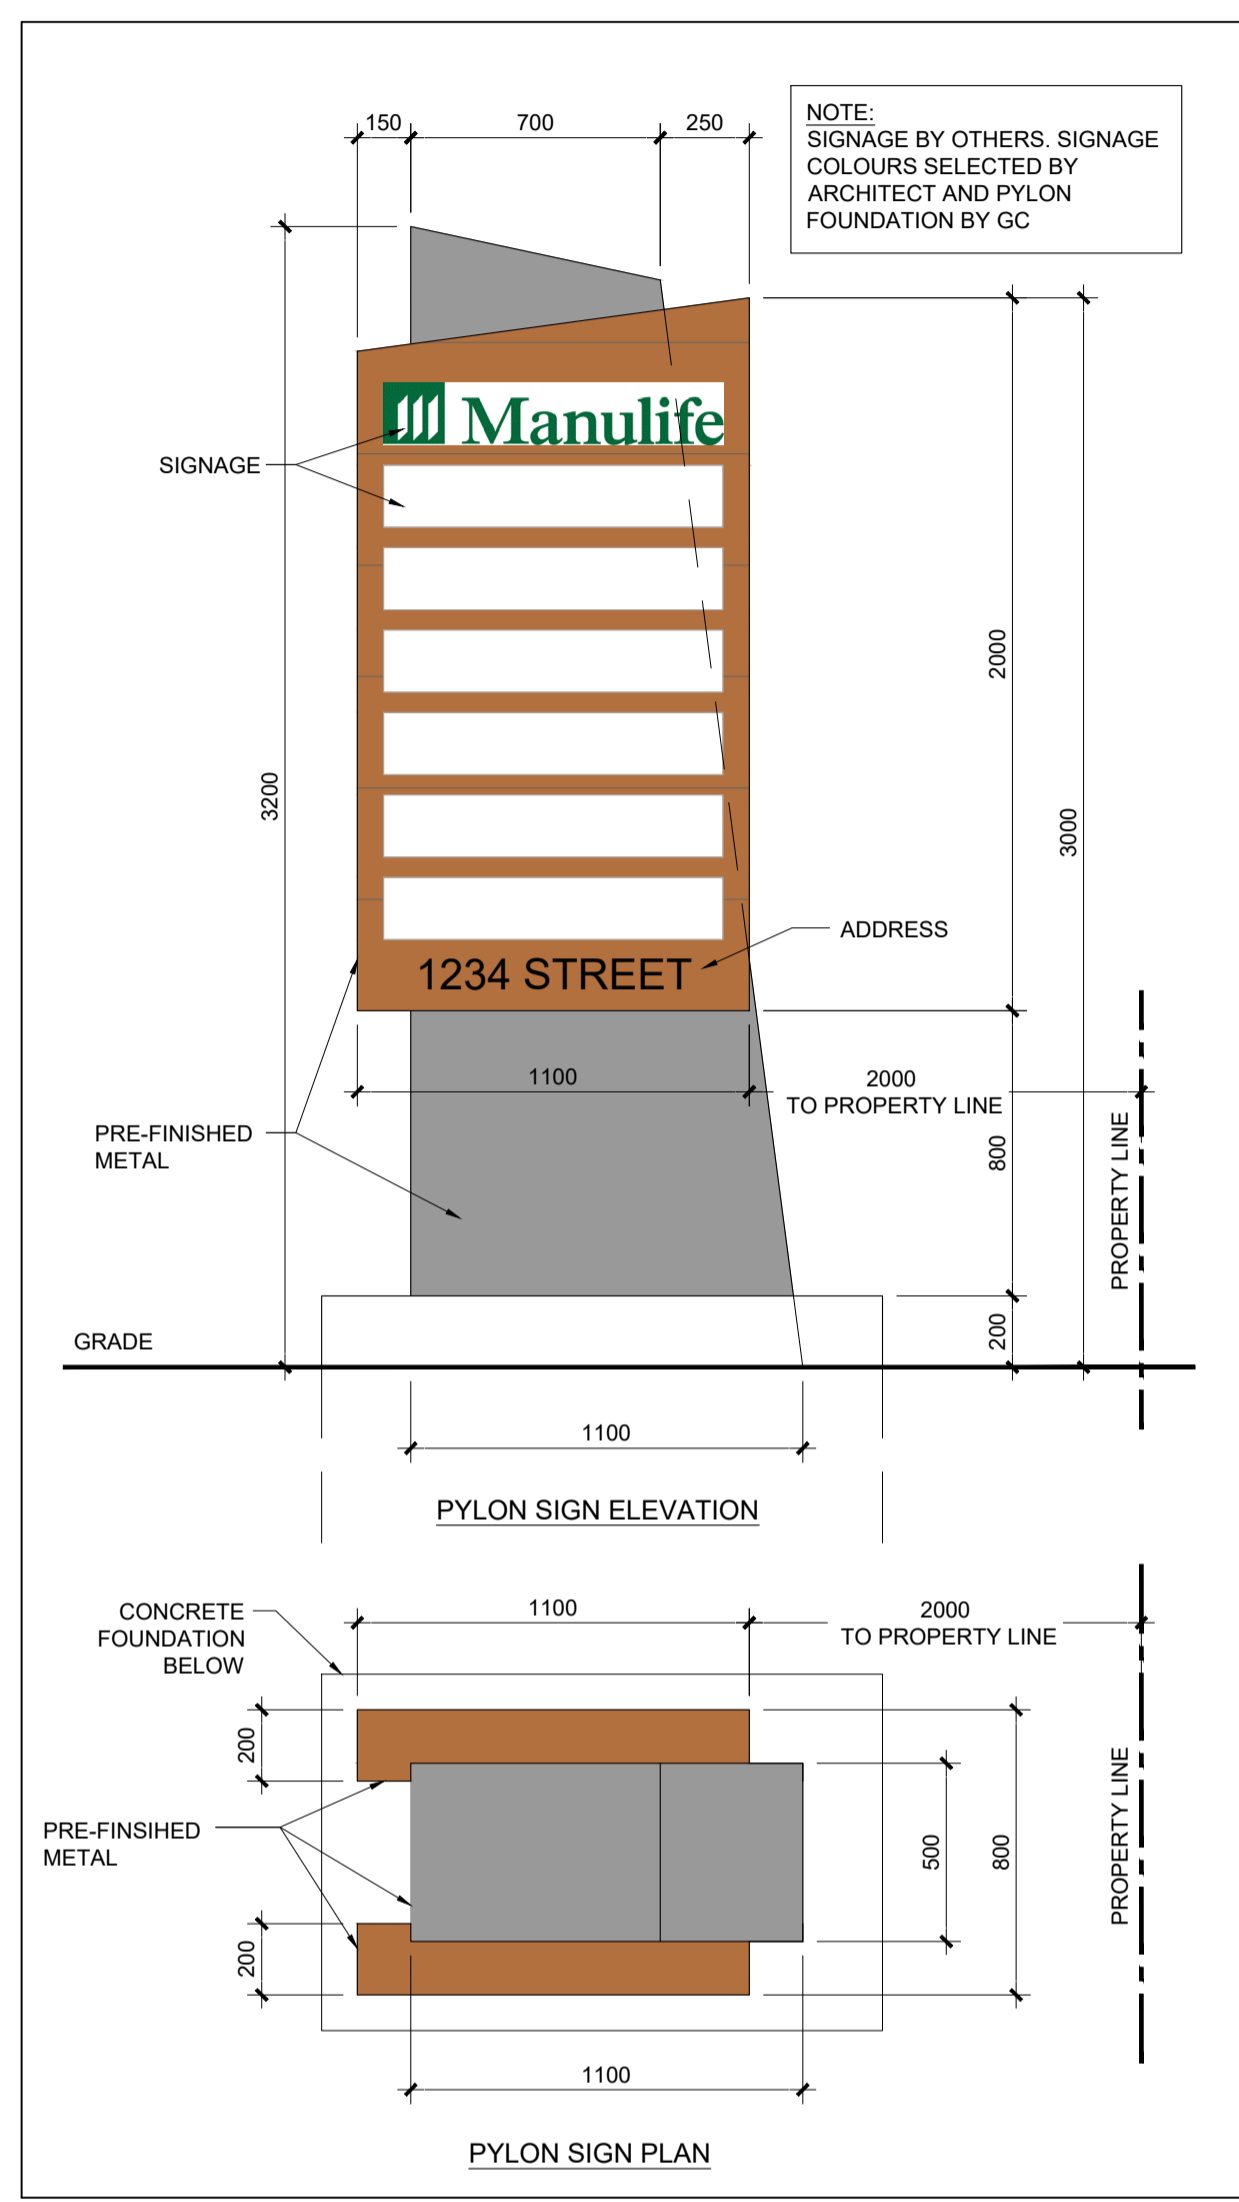 150
700
250
NOTE:
SIGNAGE BY OTHERS. SIGNAGE
COLOURS SELECTED BY
ARCHITECT AND PYLON
FOUNDATION BY GC
Manulife
SIGNAGE
2000
3200
3000
ADDRESS
1234 STREET
1100
2000
TO PROPERTY LINE
PRE-FINISHED
METAL
800
PROPERTY LINE
GRADE
200
1100
PYLON SIGN ELEVATION
CONCRETE
FOUNDATION
BELOW
1100
2000
TO PROPERTY LINE
200
PRE-FINSIHED
METAL
500
800
PROPERTY LINE
200
1100
PYLON SIGN PLAN